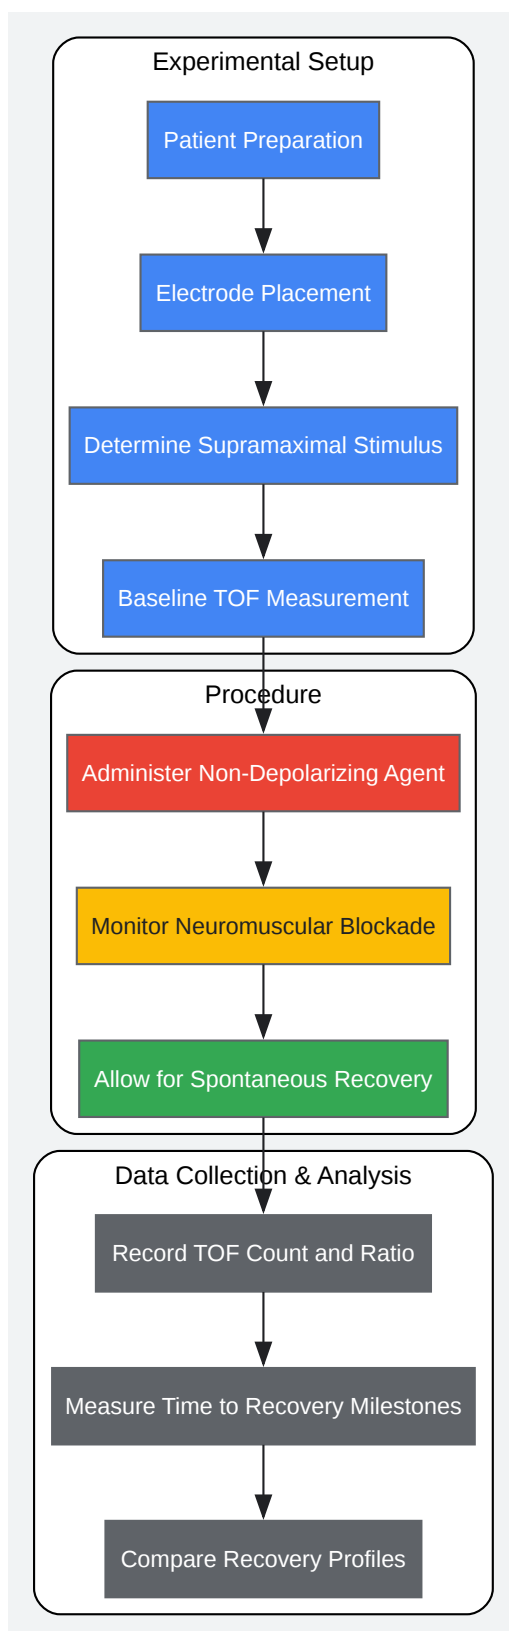 Experimental Setup
Patient Preparation
Electrode Placement
Determine Supramaximal Stimulus
Baseline TOF Measurement
Procedure
Administer Non-Depolarizing Agent
Monitor Neuromuscular Blockade
Allow for Spontaneous Recovery
Data Collection & Analysis
Record TOF Count and Ratio
Measure Time to Recovery Milestones
Compare Recovery Profiles